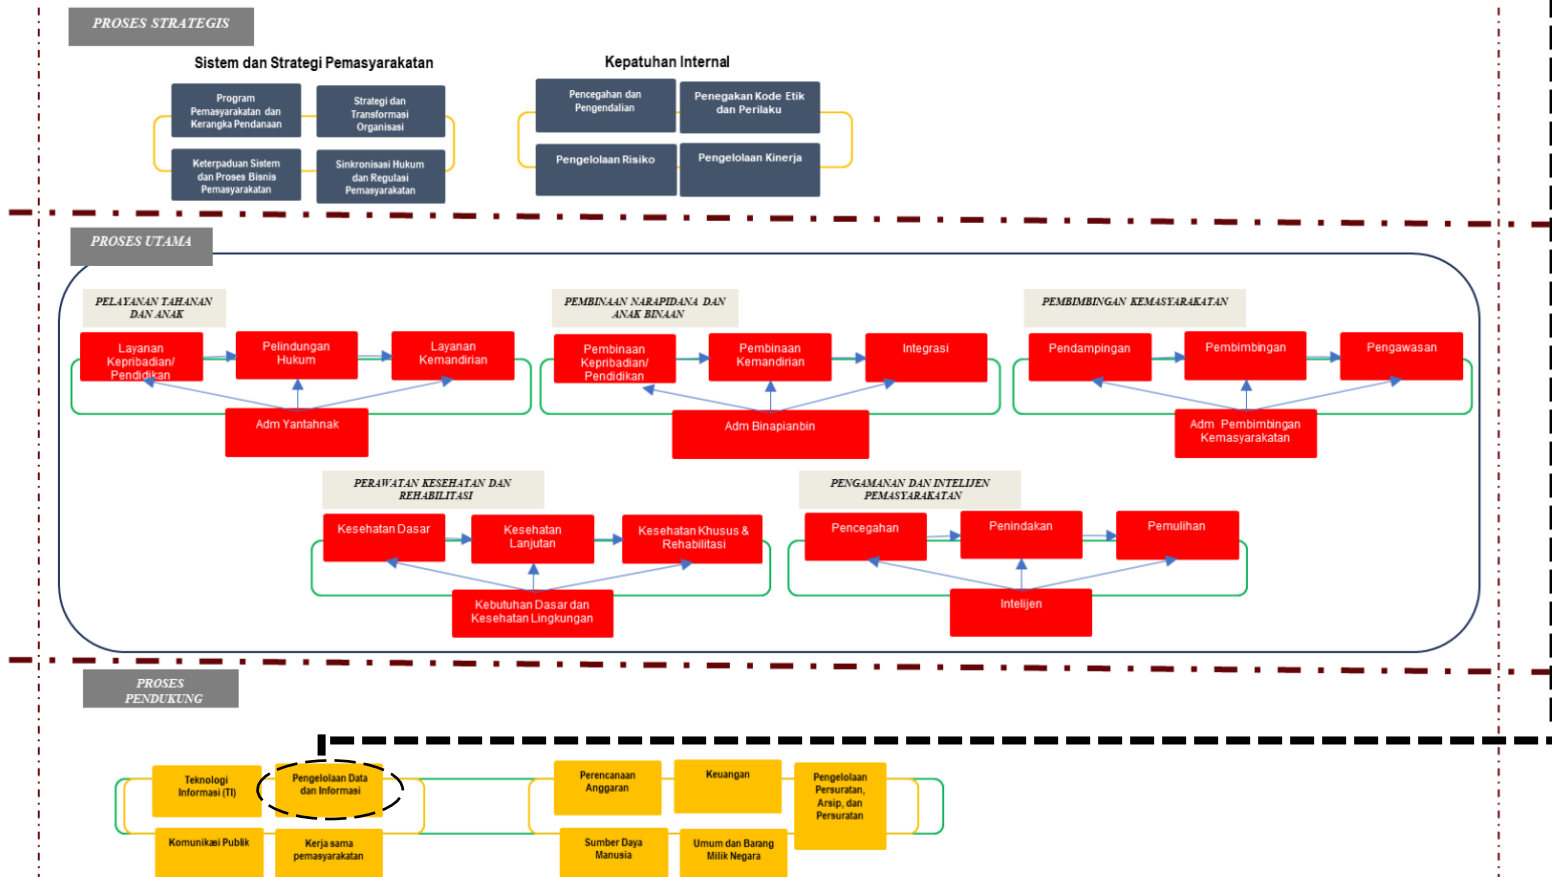 PROSES STRATEGIS
Sistem dan Strategi Pemasyarakatan
Program
Pemasyarakatan dan
Kerangka Pendanaan
Strategi dan
Transformasi
Organisasi
Keterpaduan Sistem
dan Proses Bisnis
Pemasyarakatan
Sinkronisasi Hukum
dan Regulasi
Pemasyarakatan
Kepatuhan Internal
Pencegahan dan
Pengendalian
Penegakan Kode Etik
dan Perilaku
Pengelolaan Risiko
Pengelolaan Kinerja
PROSES UTAMA
PELAYANAN TAHANAN
DAN ANAK
Layanan
Kepribadian/
Pendidikan
Pelindungan
Hukum
Layanan
Kemandirian
Adm Yantahnak
PEMBINAAN NARAPIDANA DAN
ANAK BINAAN
Pembinaan
Kepribadian/
Pendidikan
Pembinaan
Kemandirian
Integrasi
Adm Binapianbin
PEMBIMBINGAN KEMASYARAKATAN
Pendampingan
Pembimbingan
Pengawasan
Adm Pembimbingan
Kemasyarakatan
PERAWATAN KESEHATAN DAN
REHABILITASI
Kesehatan Dasar
Kesehatan
Lanjutan
Kesehatan Khusus &
Rehabilitasi
Kebutuhan Dasar dan
Kesehatan Lingkungan
PENGAMANAN DAN INTELIJEN
PEMASYARAKATAN
Pencegahan
Penindakan
Pemulihan
Intelijen
PROSES
PENDUKUNG
Teknologi
Informasi (TI)
Pengelolaan Data
dan Informasi
Komunikasi Publik
Kerja sama
pemasyarakatan
Perencanaan
Anggaran
Keuangan
Pengelolaan
Persuratan,
Arsip, dan
Persuratan
Sumber Daya
Manusia
Umum dan Barang
Milik Negara